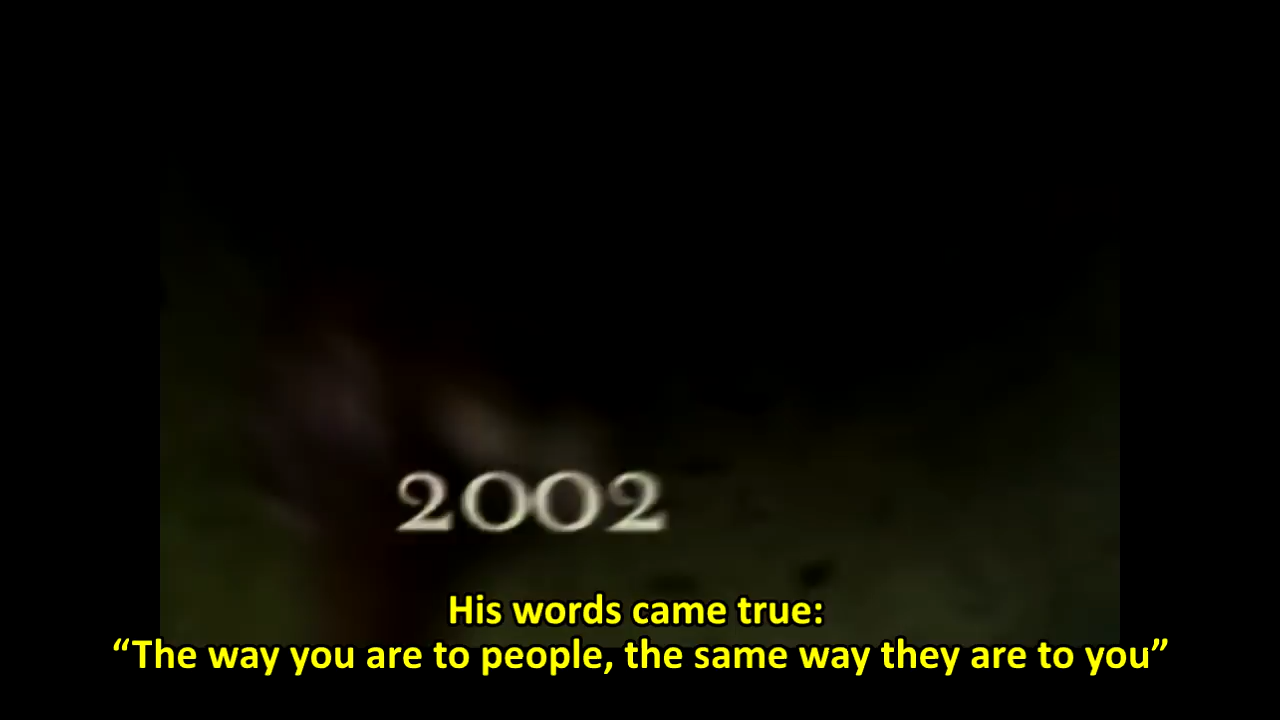 2002
His words came true:
“The way you are to people, the same way they are to you”